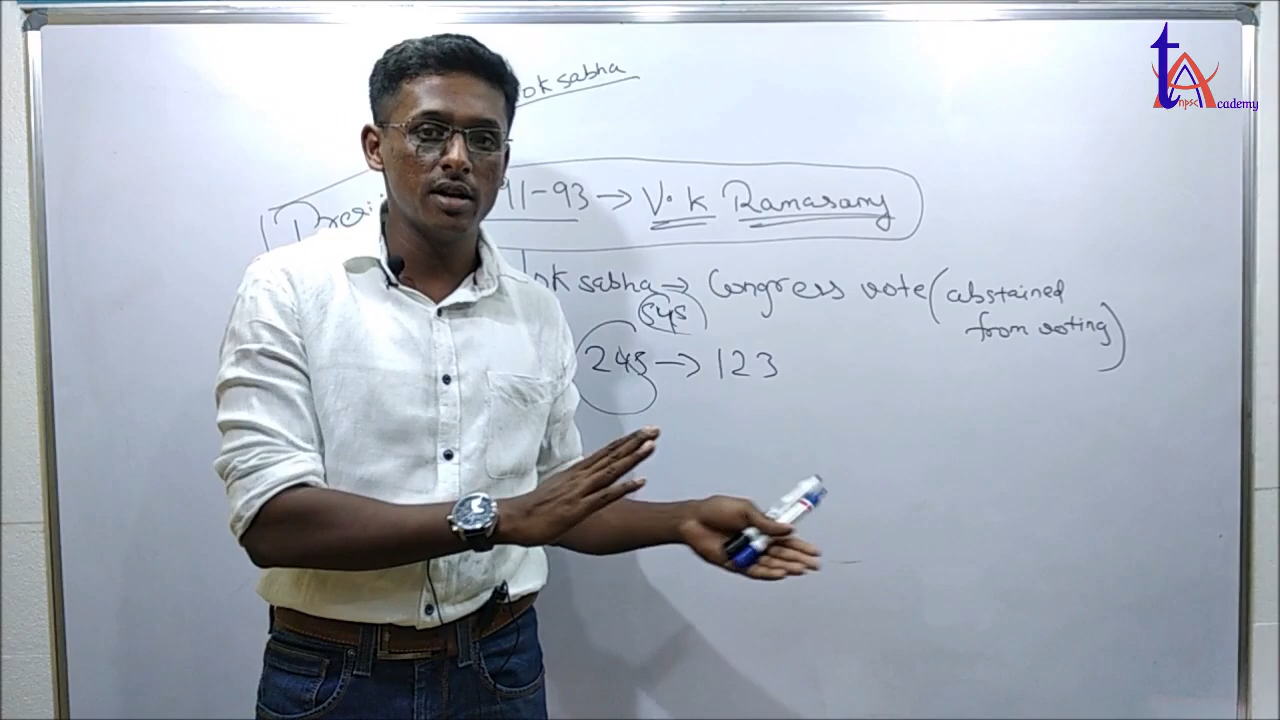 ok sabha
91-93 → V.K Ramasamy
ok sabha → Congress vote (abstained
from voting)
545
245 → 123
tnpsc Academy